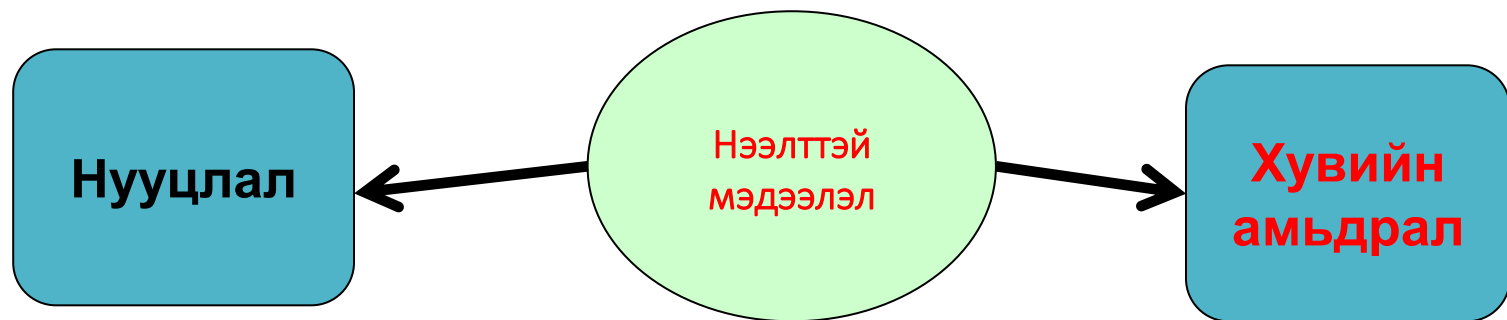 Нууцлал
Нээлттэй
мэдээлэл
Хувийн
амьдрал